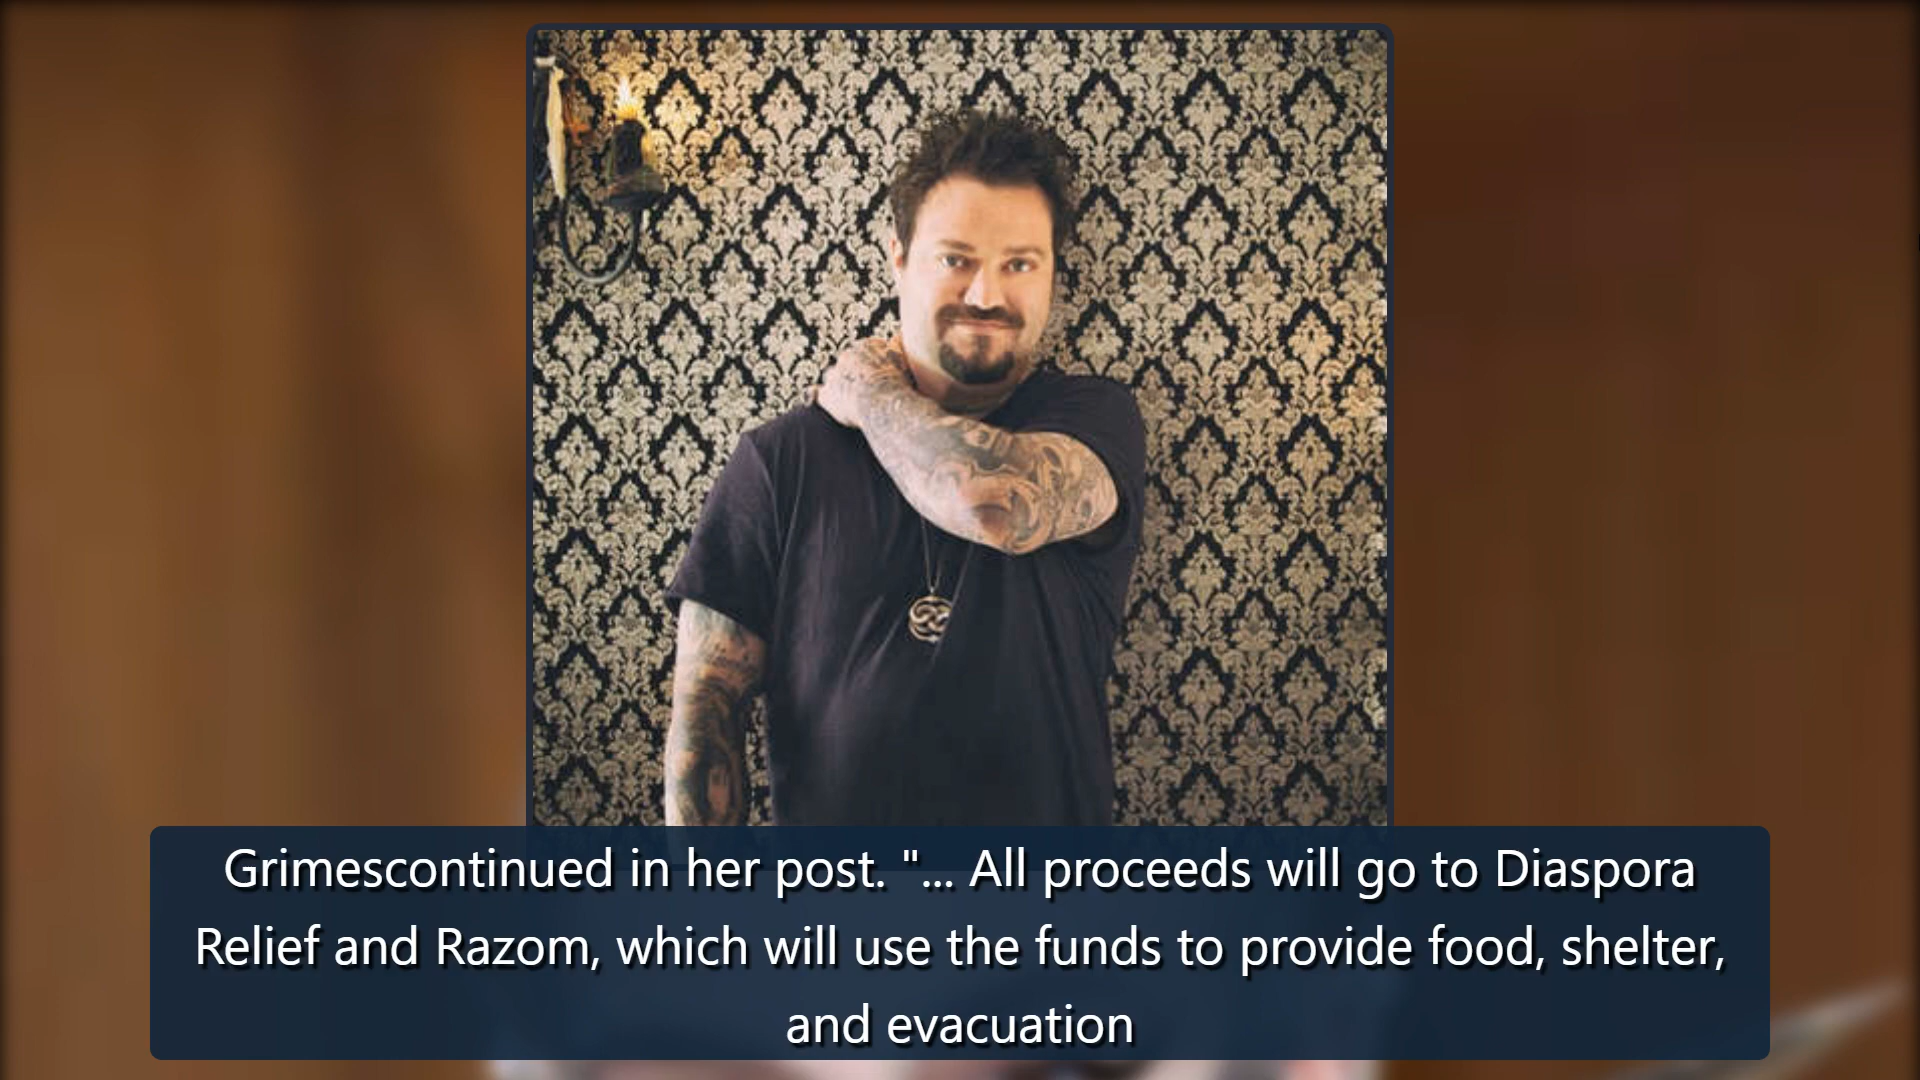 Grimescontinued in her post. "... All proceeds will go to Diaspora
Relief and Razom, which will use the funds to provide food, shelter,
and evacuation